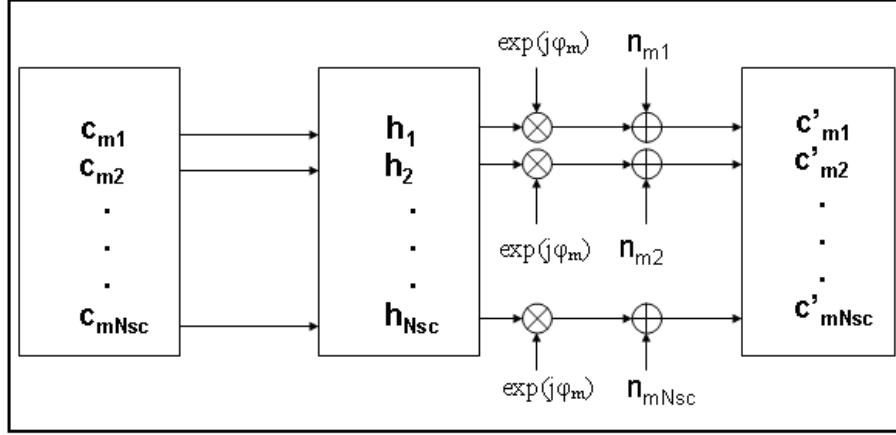 exp(jφm) nm1
cm1 h1 c'm1
cm2 h2 c'm2
. . .
. . .
. . .
exp(jφm) nm2
cmNsc hNsc c'mNsc
exp(jφm) nmNsc